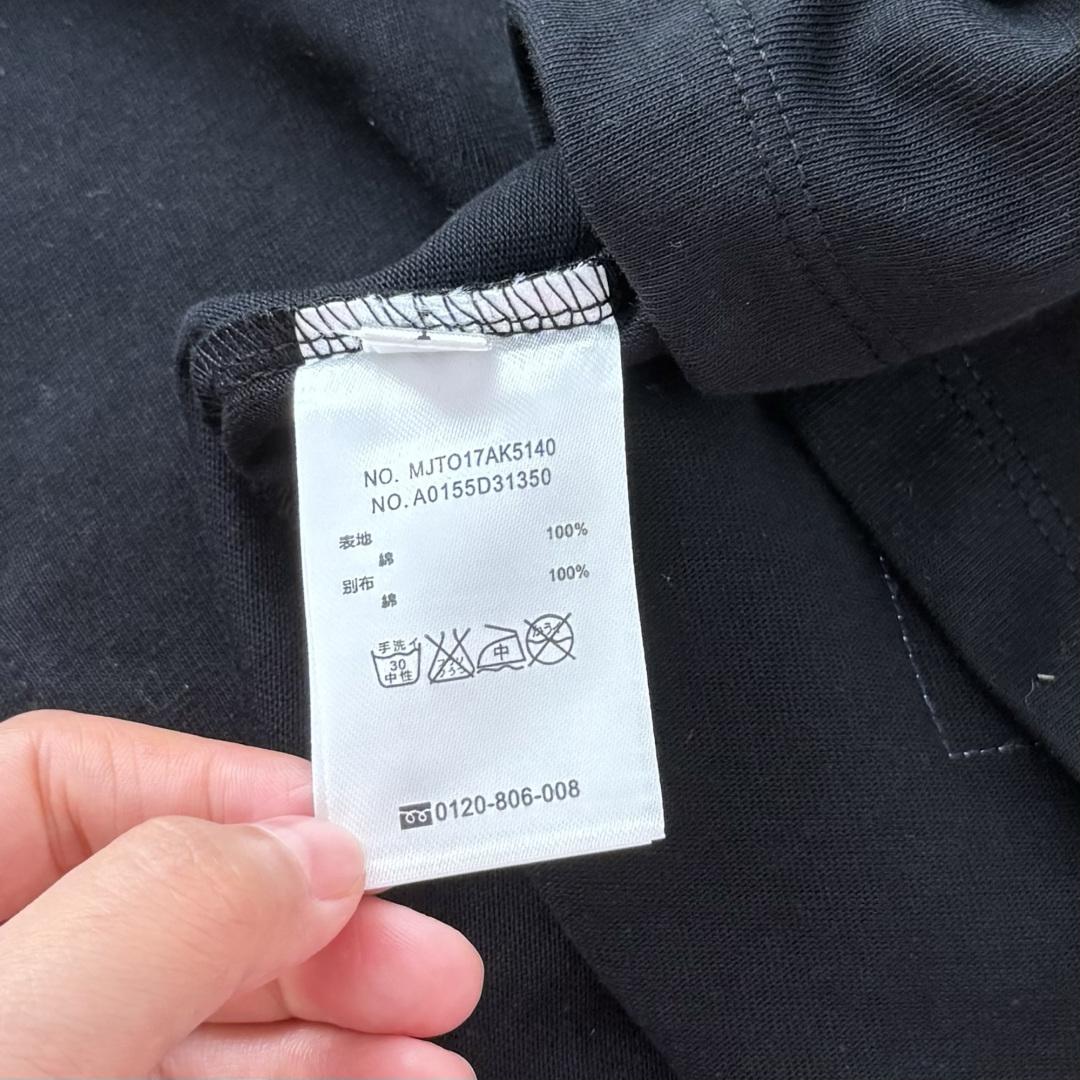 NO. MJTO17AK5140
NO.A0155D31350
表地 100%
綿
別布 100%
綿
手洗イ
30
中性
中
0120-806-008